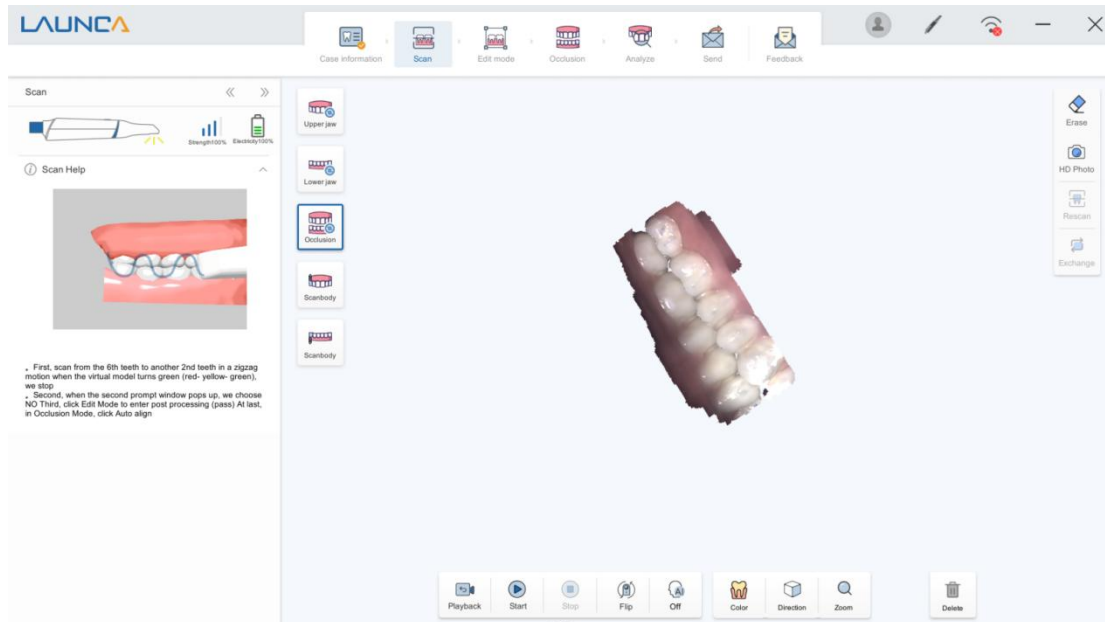 LAUNCA
Case information
Scan
Edit mode
Occlusion
Analyze
Send
Feedback
Scan
Strength100%
Electricity100%
Scan Help
. First, scan from the 6th teeth to another 2nd teeth in a zigzag
motion when the virtual model turns green (red- yellow- green),
we stop
. Second, when the second prompt window pops up, we choose
NO Third, click Edit Mode to enter post processing (pass) At last,
in Occlusion Mode, click Auto align
Upper jaw
Lower jaw
Occlusion
Scanbody
Scanbody
Erase
HD Photo
Rescan
Exchange
Playback
Start
Stop
Flip
Off
Color
Direction
Zoom
Delete